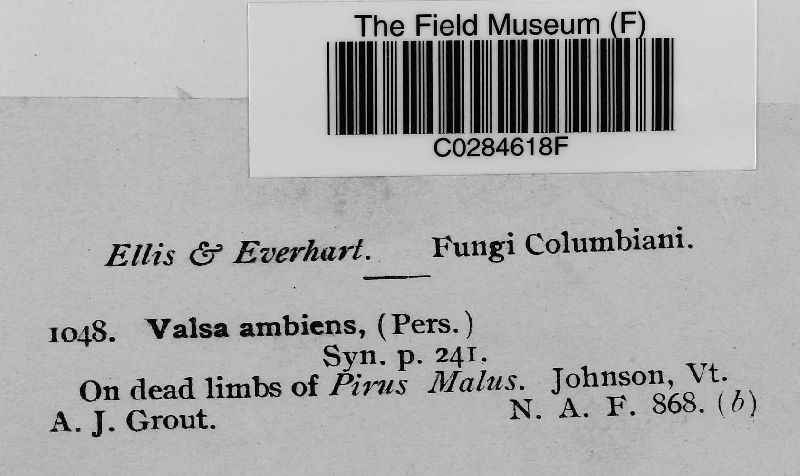 The Field Museum (F)
C0284618F
Ellis & Everhart. Fungi Columbiani.
1048. Valsa ambiens, (Pers.)
Syn. p. 241.
On dead limbs of Pirus Malus. Johnson, Vt.
A. J. Grout. N. A. F. 868. (b)